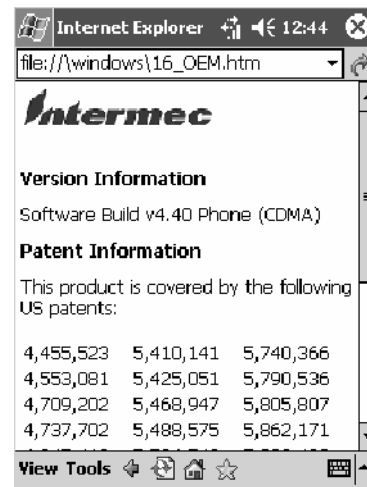 Internet Explorer 12:44
file://\windows\16_OEM.htm
Intermec
Version Information
Software Build v4.40 Phone (CDMA)
Patent Information
This product is covered by the following
US patents:
4,455,523 5,410,141 5,740,366
4,553,081 5,425,051 5,790,536
4,709,202 5,468,947 5,805,807
4,737,702 5,488,575 5,862,171
View Tools